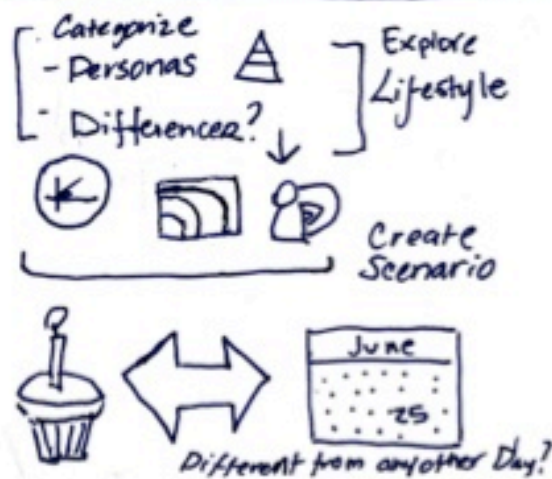 . Categorize
- Personas
- Differences?
Explore
Lifestyle
Create
Scenario
June
25
Different from any other Day?